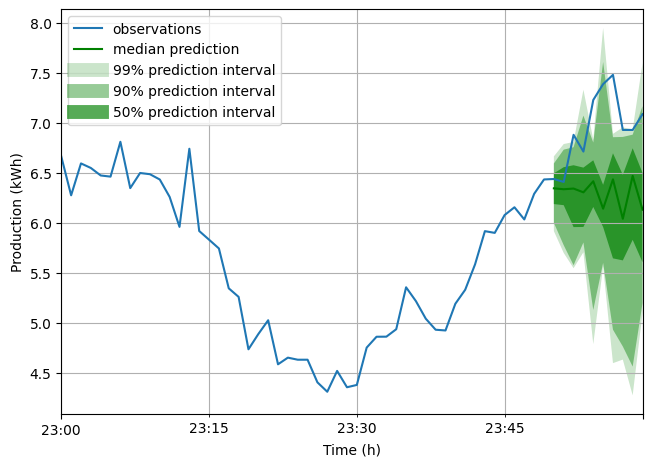 observations
median prediction
99% prediction interval
90% prediction interval
50% prediction interval
8.0
7.5
7.0
6.5
6.0
5.5
5.0
4.5
Production (kWh)
23:00
23:15
23:30
23:45
Time (h)